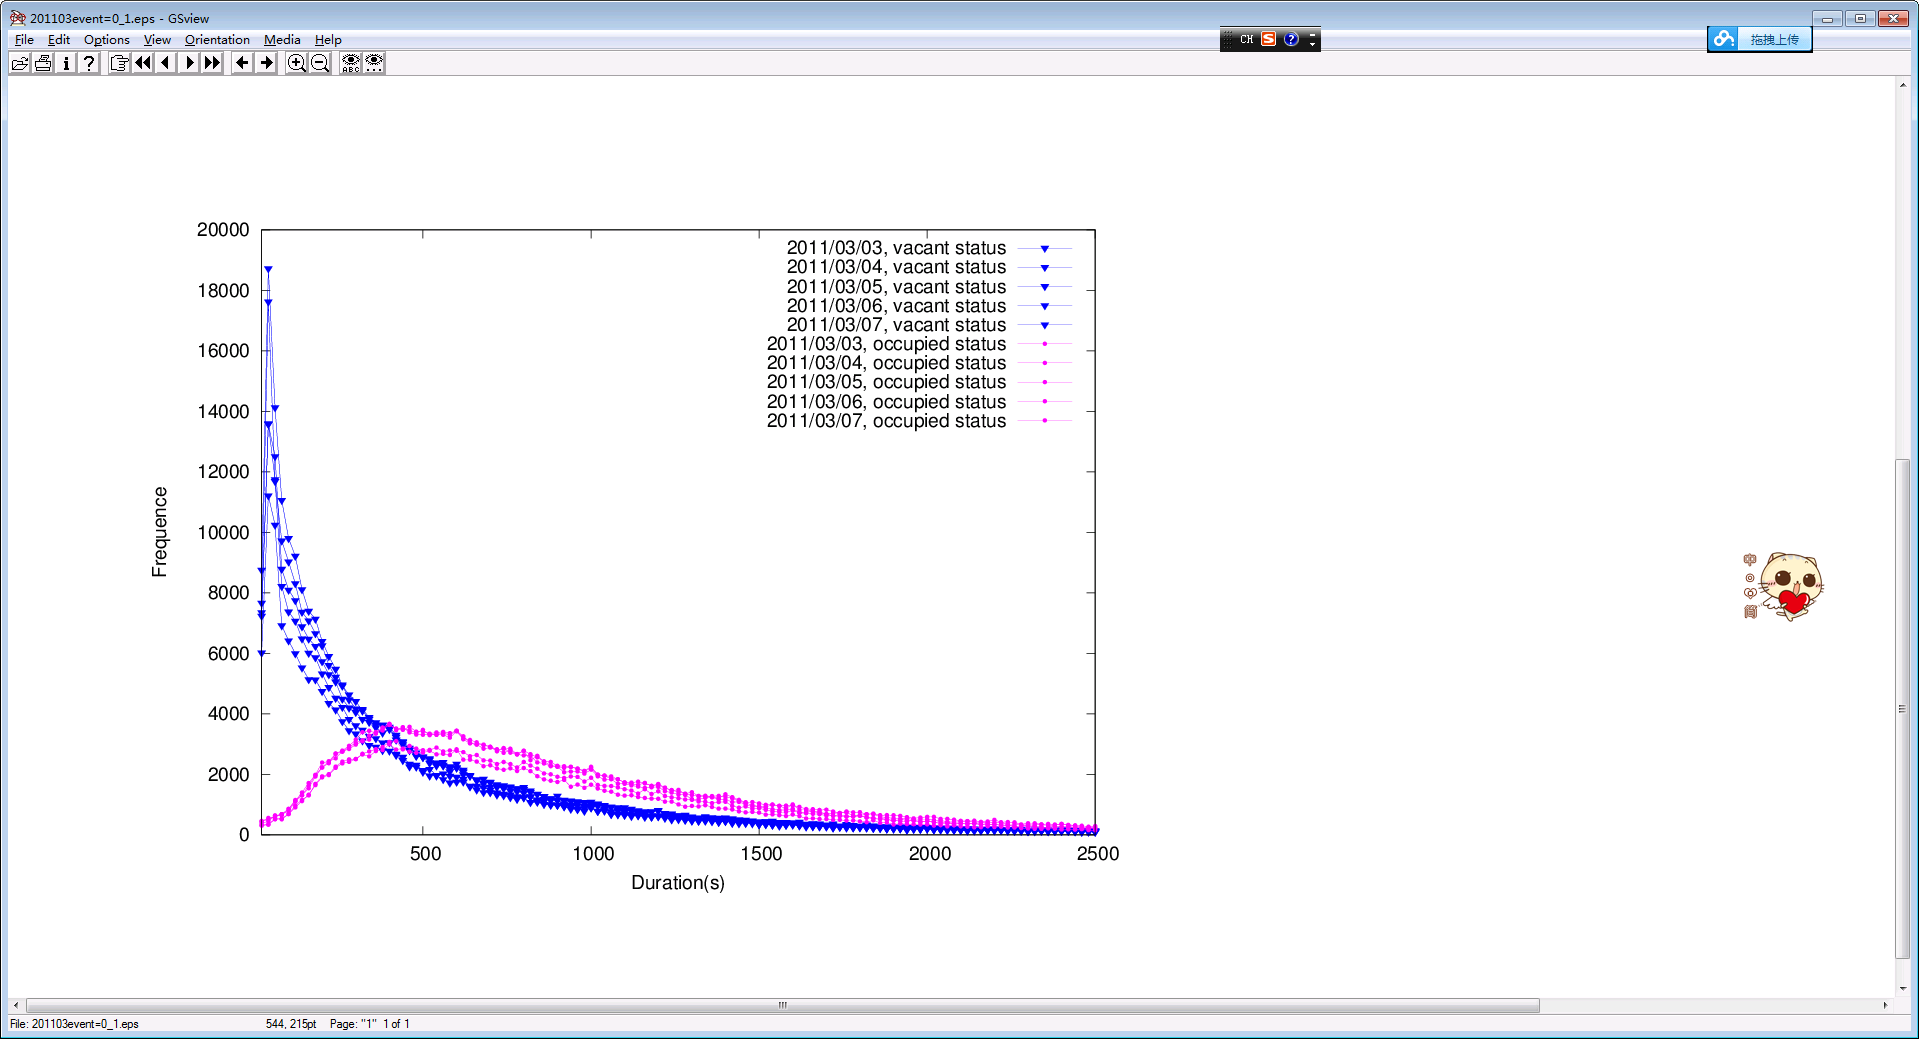 201103event=0_1.eps - GSview
File Edit Options View Orientation Media Help
CH S ?
拖拽上传
i ?
ABC
20000
18000
16000
14000
12000
10000
8000
6000
4000
2000
0
Frequence
2011/03/03, vacant status
2011/03/04, vacant status
2011/03/05, vacant status
2011/03/06, vacant status
2011/03/07, vacant status
2011/03/03, occupied status
2011/03/04, occupied status
2011/03/05, occupied status
2011/03/06, occupied status
2011/03/07, occupied status
500 1000 1500 2000 2500
Duration(s)
中
简
File: 201103event=0_1.eps 544, 215pt Page: "1" 1 of 1